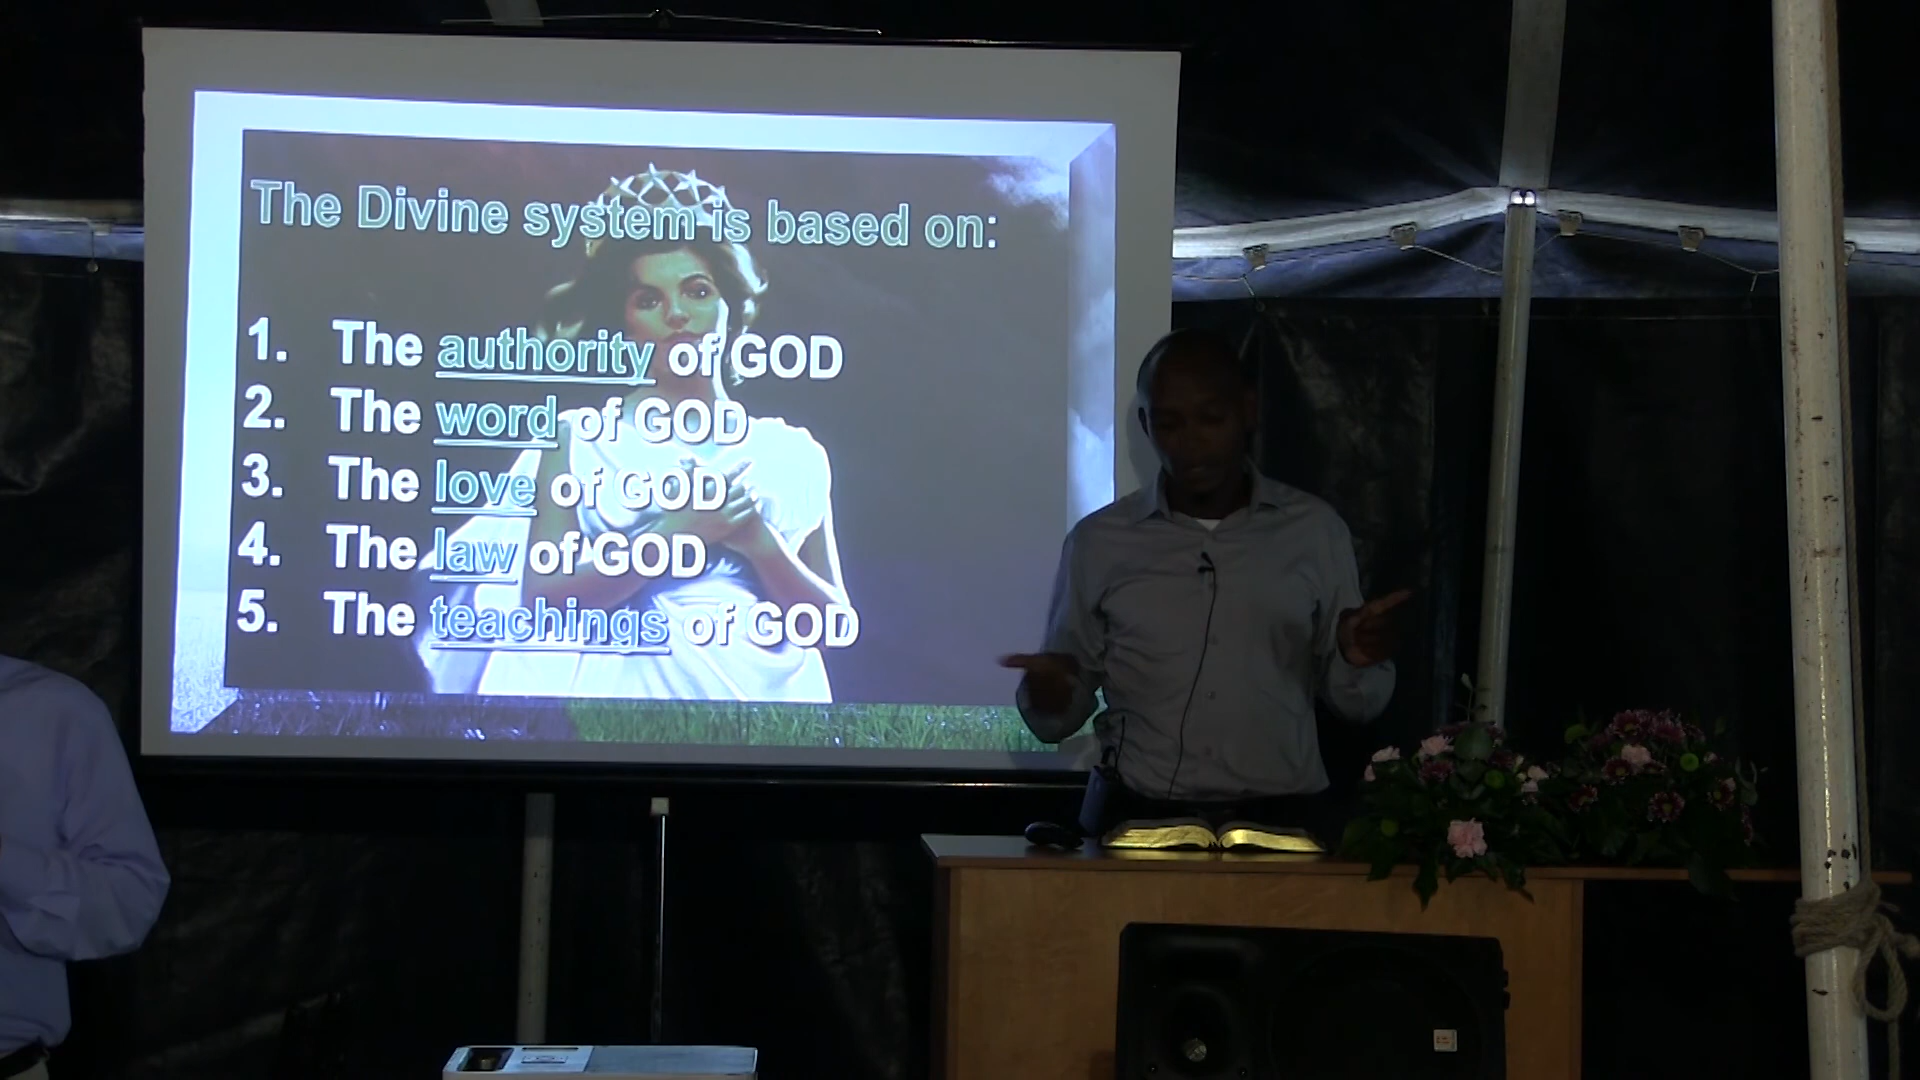 The Divine system is based on:
1. The authority of GOD
2. The word of GOD
3. The love of GOD
4. The law of GOD
5. The teachings of GOD